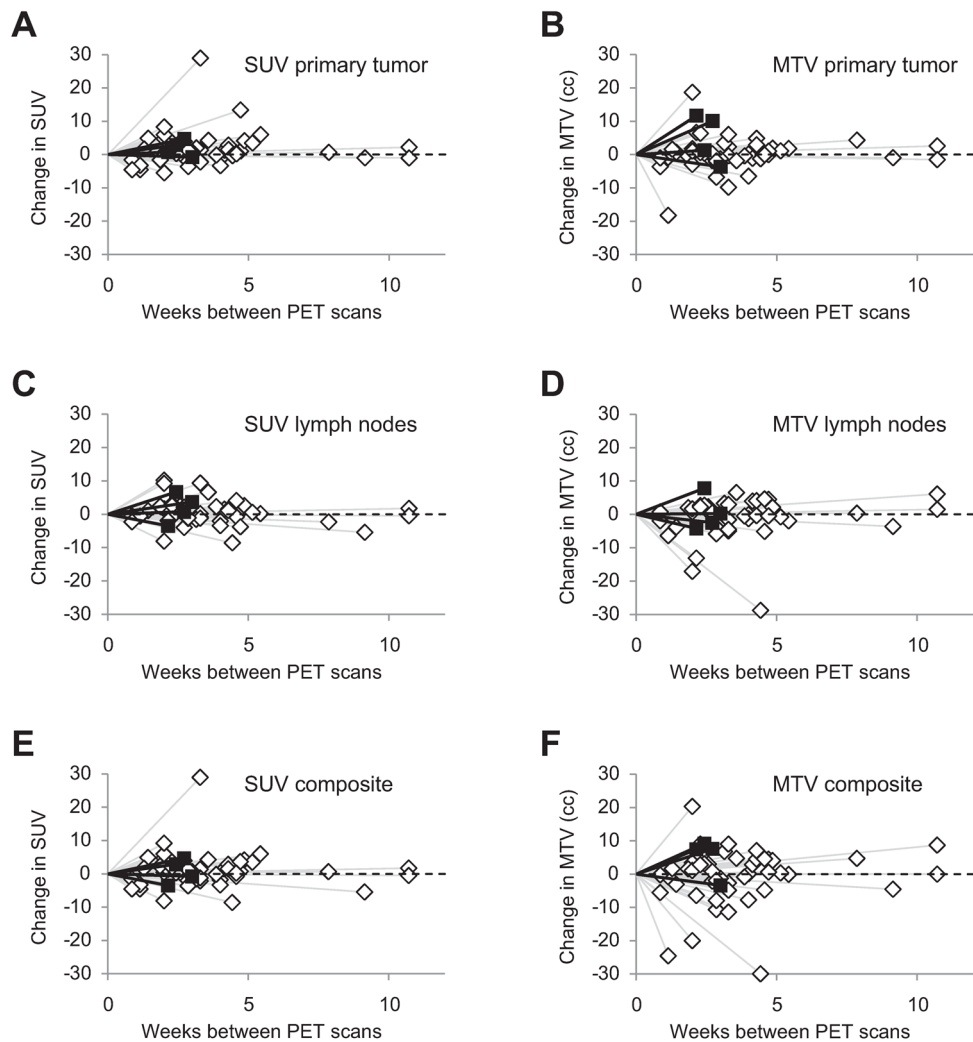 A
SUV primary tumor
Change in SUV
30
20
10
0
-10
-20
-30
0
5
10
Weeks between PET scans
B
MTV primary tumor
Change in MTV (cc)
30
20
10
0
-10
-20
-30
0
5
10
Weeks between PET scans
C
SUV lymph nodes
Change in SUV
30
20
10
0
-10
-20
-30
0
5
10
Weeks between PET scans
D
MTV lymph nodes
Change in MTV (cc)
30
20
10
0
-10
-20
-30
0
5
10
Weeks between PET scans
E
SUV composite
Change in SUV
30
20
10
0
-10
-20
-30
0
5
10
Weeks between PET scans
F
MTV composite
Change in MTV (cc)
30
20
10
0
-10
-20
-30
0
5
10
Weeks between PET scans